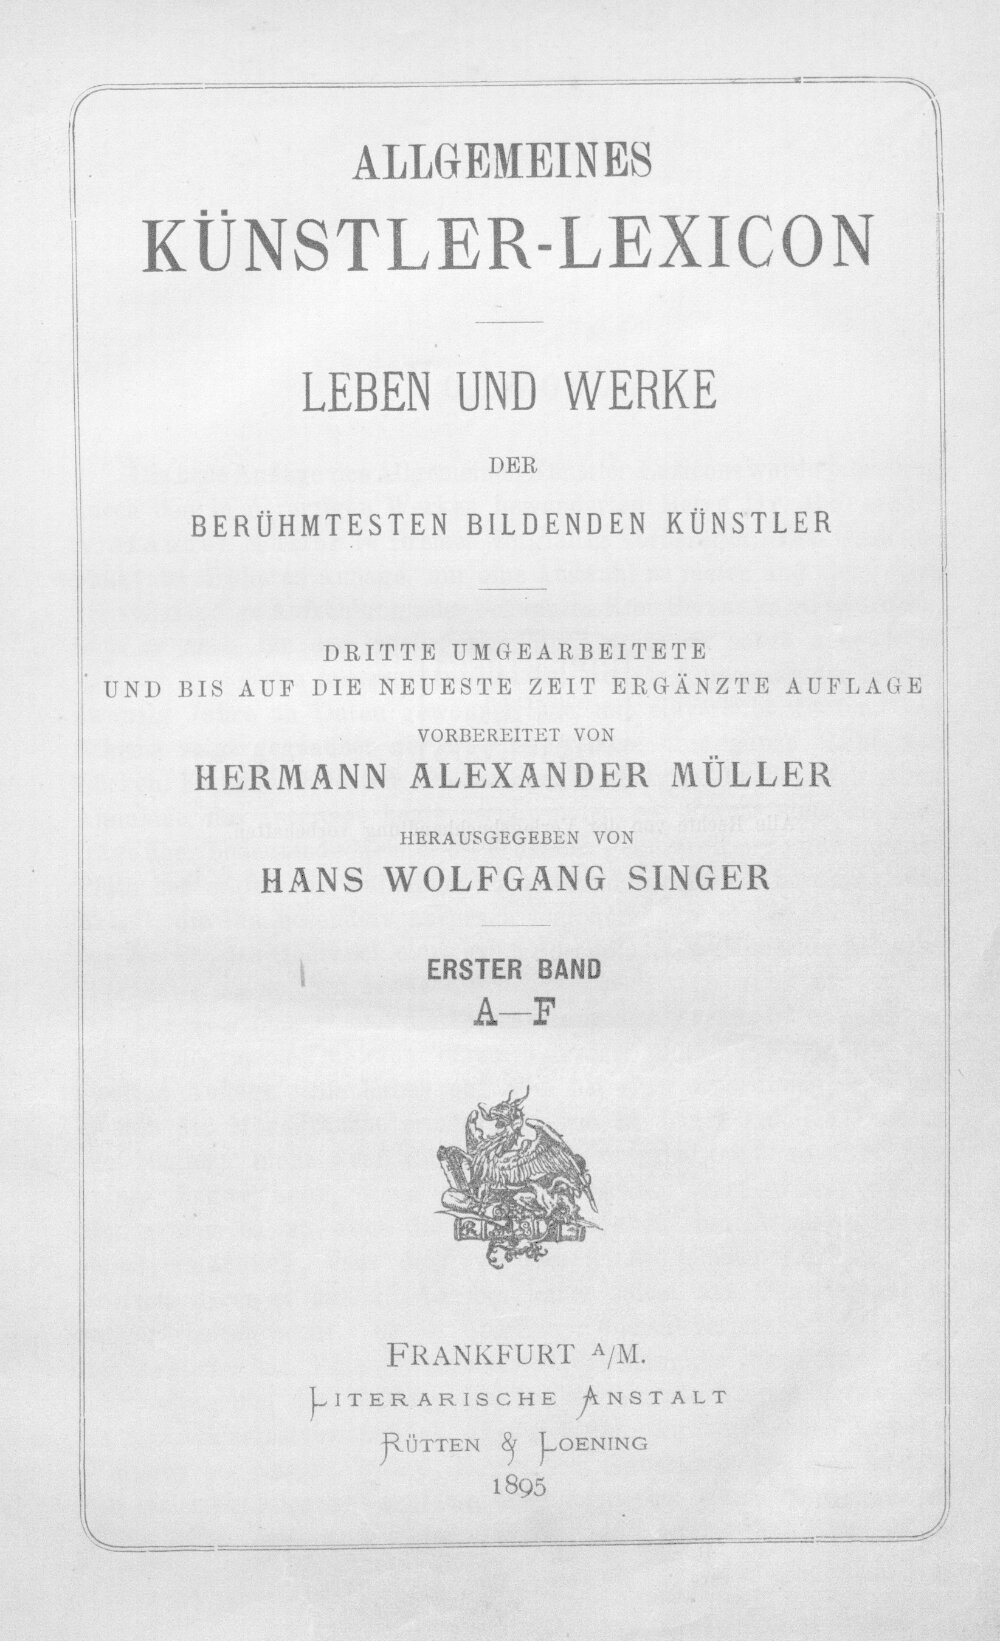 ALLGEMEINES
KÜNSTLER-LEXICON
LEBEN UND WERKE
DER
BERÜHMTESTEN BILDENDEN KÜNSTLER
DRITTE UMGEARBEITETE
UND BIS AUF DIE NEUESTE ZEIT ERGÄNZTE AUFLAGE
VORBEREITET VON
HERMANN ALEXANDER MÜLLER
HERAUSGEGEBEN VON
HANS WOLFGANG SINGER
ERSTER BAND
A—F
FRANKFURT A/M.
LITERARISCHE ANSTALT
RÜTTEN & LOENING
1895